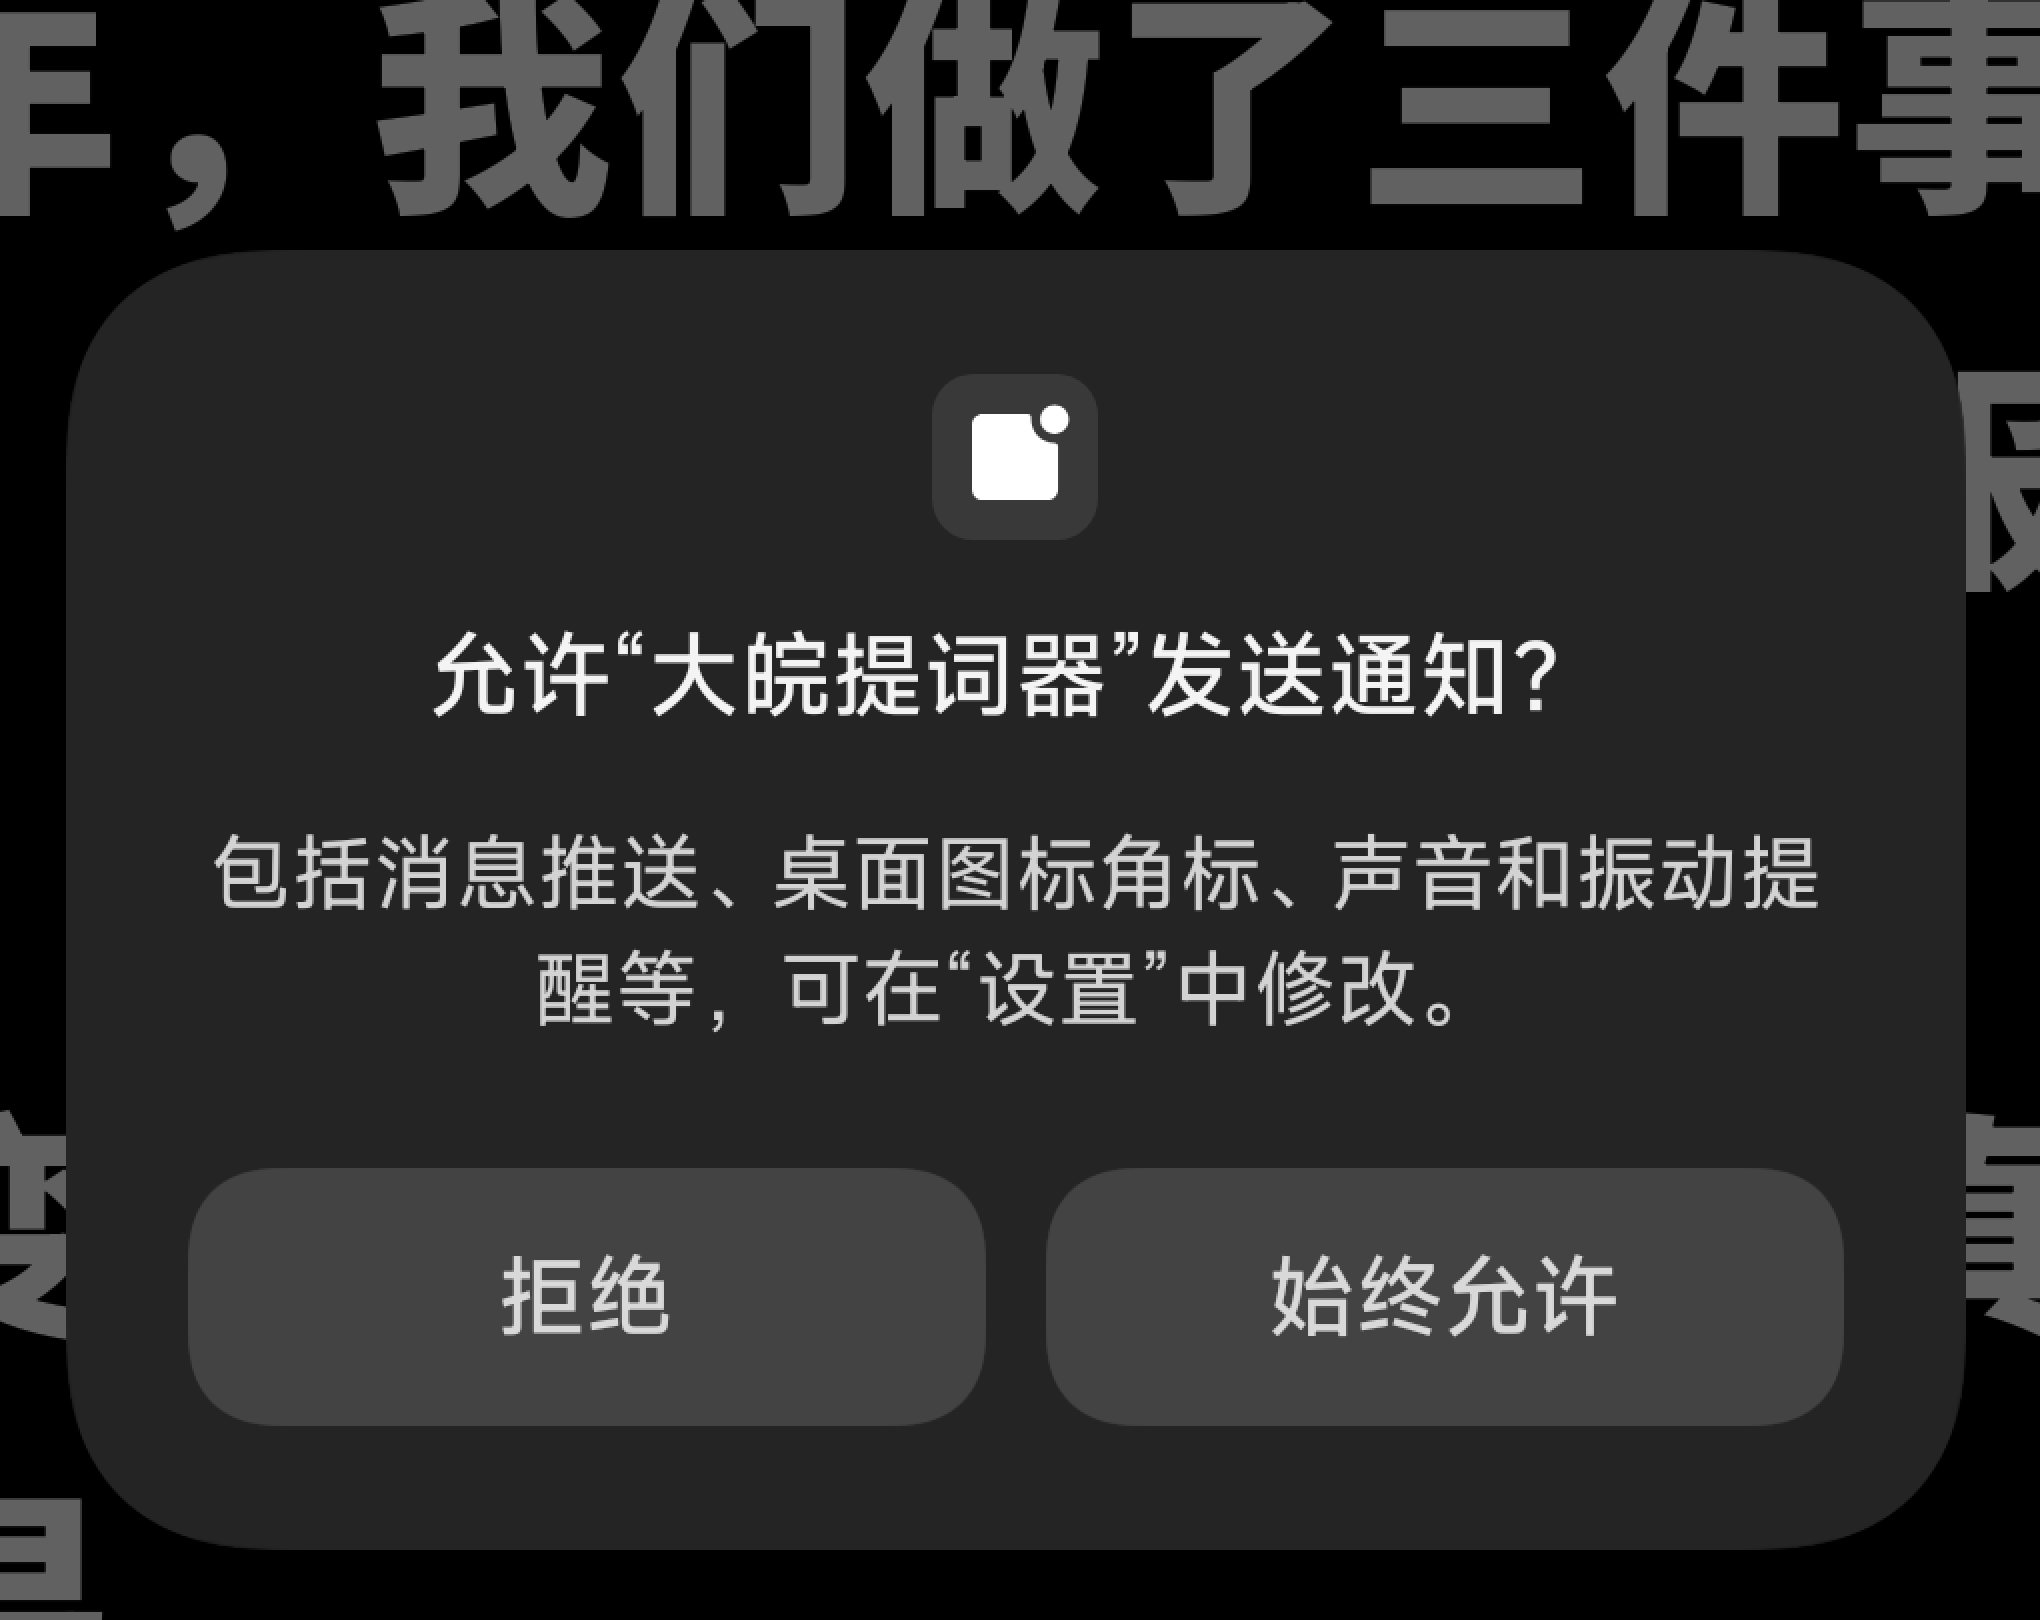 ，我们做了三件事
允许“大皖提词器”发送通知？
包括消息推送、桌面图标角标、声音和振动提
醒等，可在“设置”中修改。
拒绝
始终允许